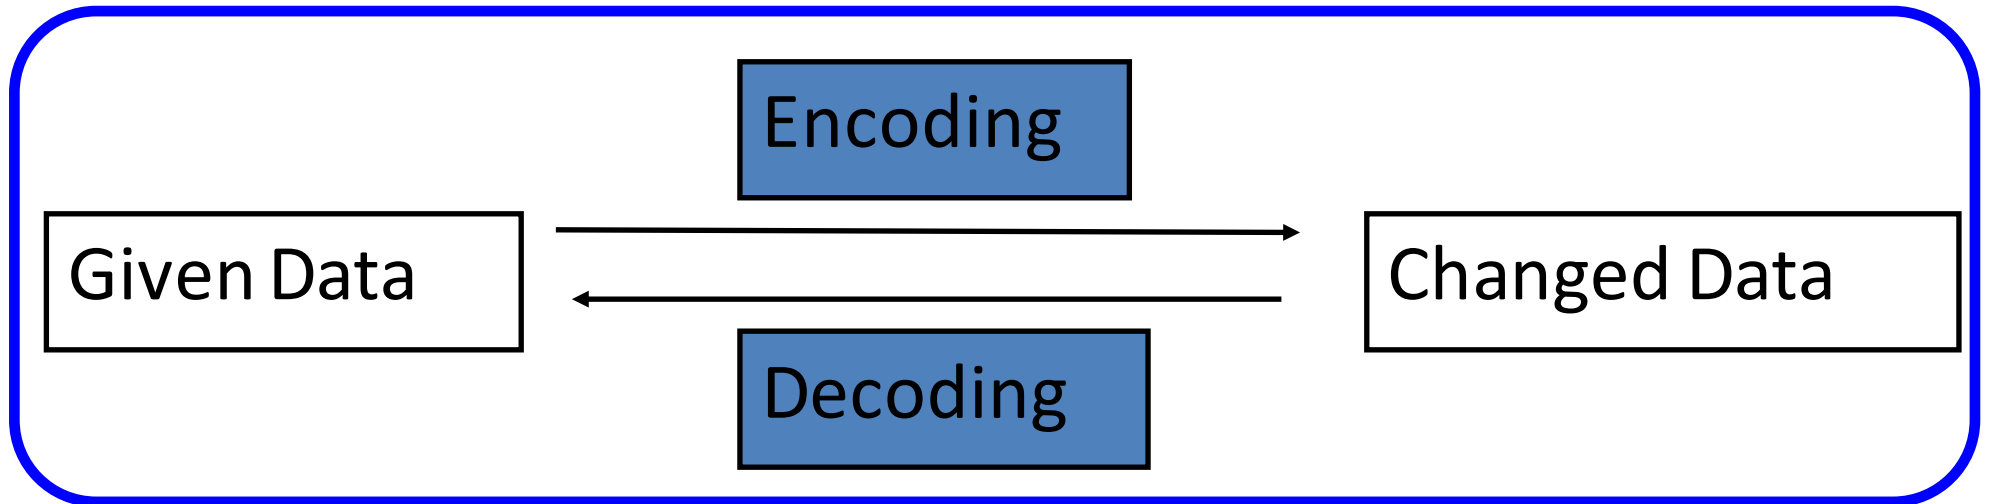 Encoding
Given Data
Changed Data
Decoding